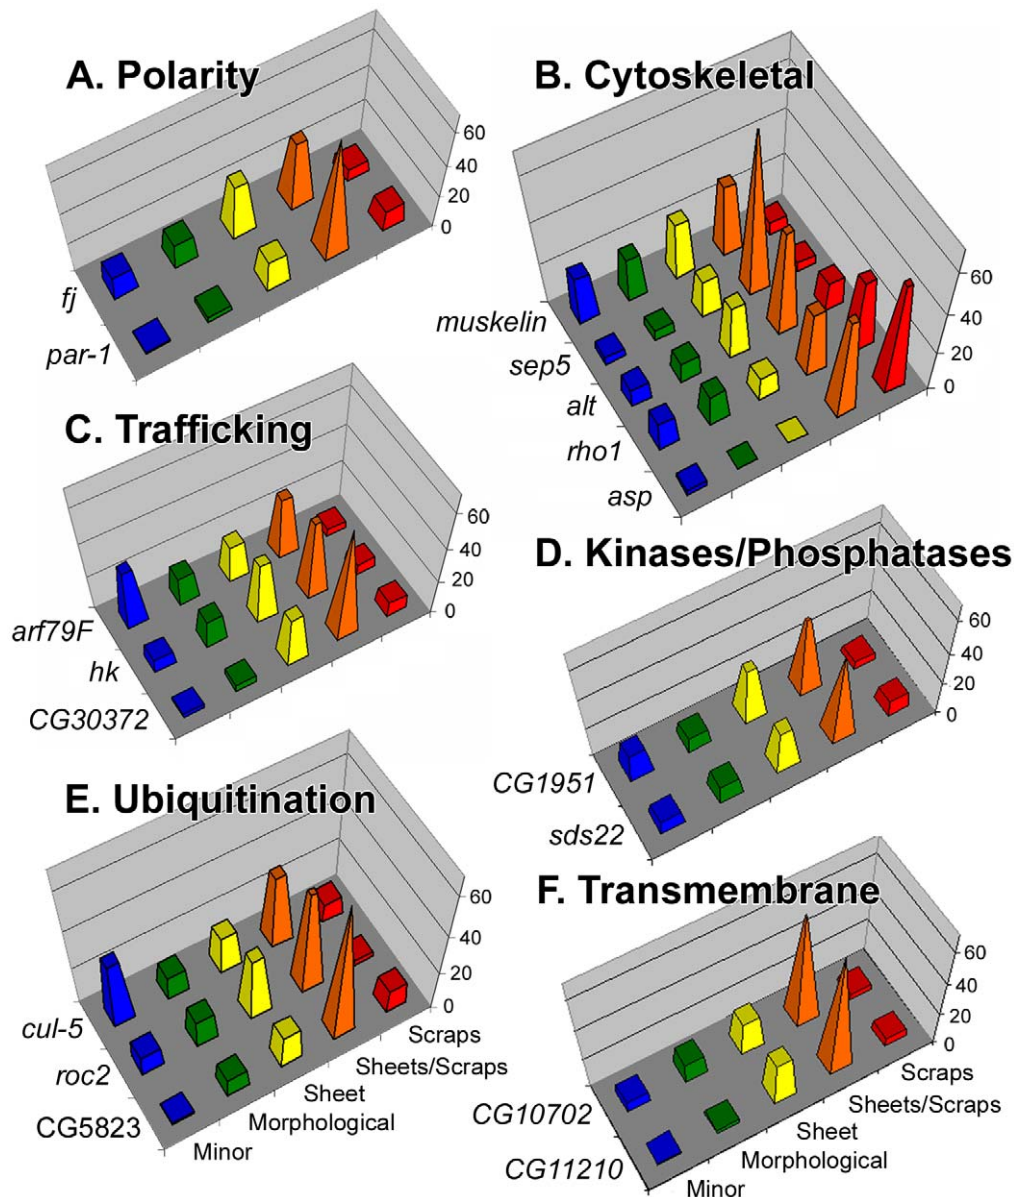 A. Polarity
60
40
20
0
fj
par-1
B. Cytoskeletal
60
40
20
0
muskelin
sep5
alt
rho1
asp
C. Trafficking
60
40
20
0
arf79F
hk
CG30372
D. Kinases/Phosphatases
60
40
20
0
CG1951
sds22
E. Ubiquitination
60
40
20
0
cul-5
roc2
CG5823
Scraps
Sheets/Scraps
Sheet
Morphological
Minor
F. Transmembrane
60
40
20
0
CG10702
CG11210
Scraps
Sheets/Scraps
Sheet
Morphological
Minor